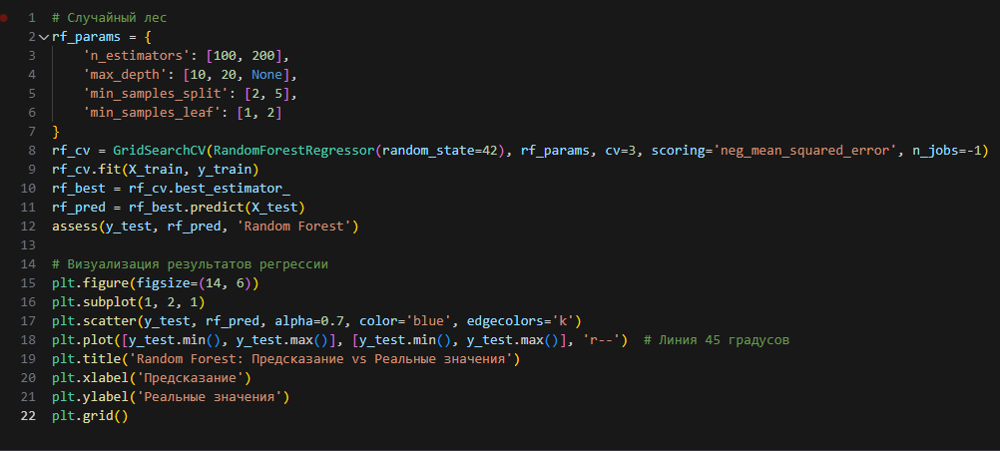 1 # Случайный лес
2 rf_params = {
3     'n_estimators': [100, 200],
4     'max_depth': [10, 20, None],
5     'min_samples_split': [2, 5],
6     'min_samples_leaf': [1, 2]
7 }
8 rf_cv = GridSearchCV(RandomForestRegressor(random_state=42), rf_params, cv=3, scoring='neg_mean_squared_error', n_jobs=-1)
9 rf_cv.fit(X_train, y_train)
10 rf_best = rf_cv.best_estimator_
11 rf_pred = rf_best.predict(X_test)
12 assess(y_test, rf_pred, 'Random Forest')
13
14 # Визуализация результатов регрессии
15 plt.figure(figsize=(14, 6))
16 plt.subplot(1, 2, 1)
17 plt.scatter(y_test, rf_pred, alpha=0.7, color='blue', edgecolors='k')
18 plt.plot([y_test.min(), y_test.max()], [y_test.min(), y_test.max()], 'r--')  # Линия 45 градусов
19 plt.title('Random Forest: Предсказание vs Реальные значения')
20 plt.xlabel('Предсказание')
21 plt.ylabel('Реальные значения')
22 plt.grid()